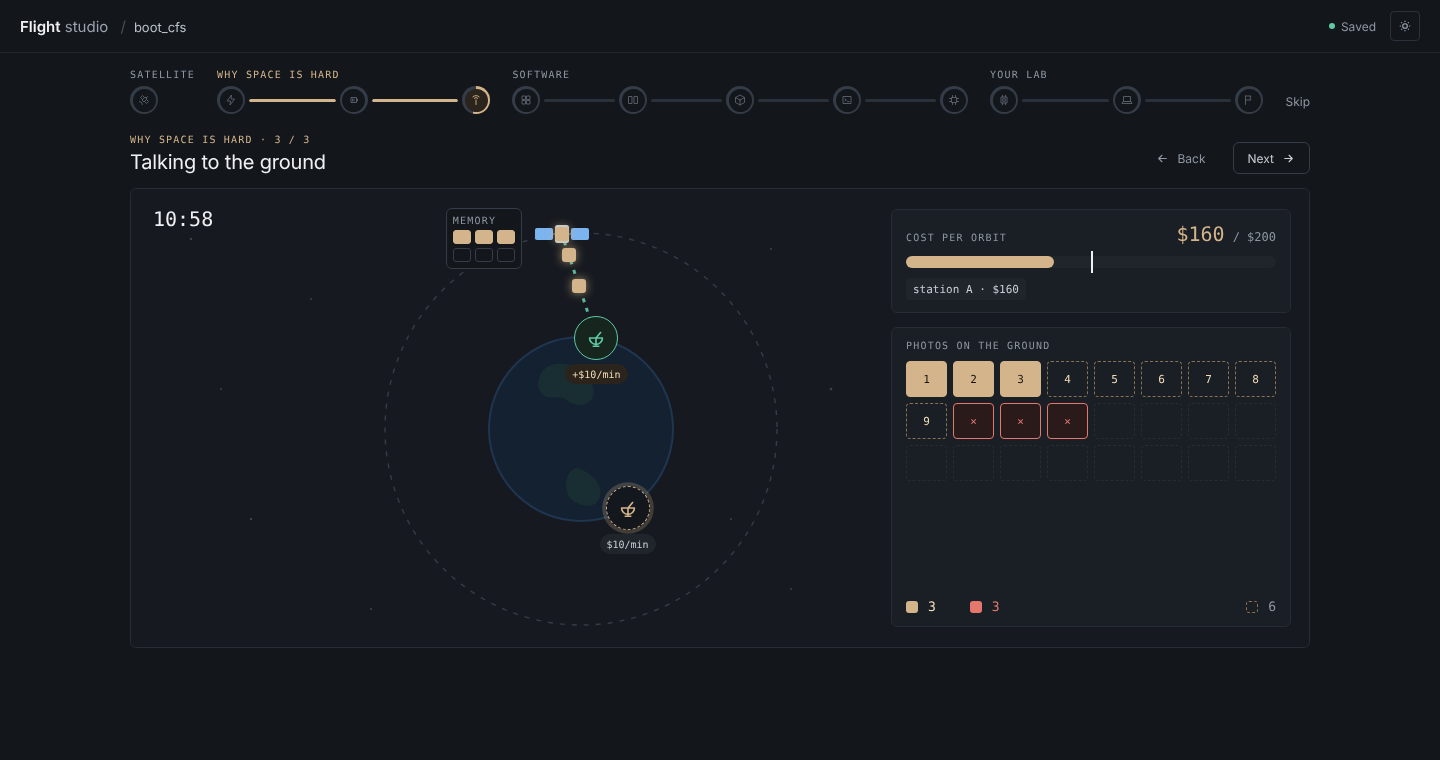 Flight studio / boot_cfs
Saved
SATELLITE
WHY SPACE IS HARD
SOFTWARE
YOUR LAB
Skip
WHY SPACE IS HARD · 3 / 3
Talking to the ground
← Back
Next →
10:58
MEMORY
+$10/min
$10/min
COST PER ORBIT
$160 / $200
station A · $160
PHOTOS ON THE GROUND
1 2 3 4 5 6 7 8
9 × × ×
3 3 6